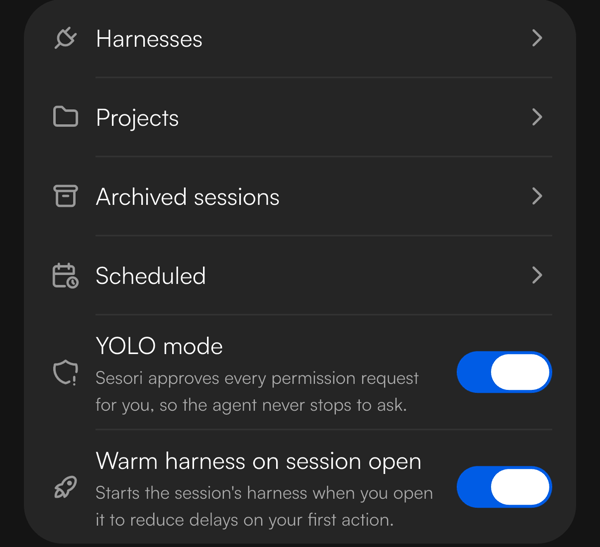 Harnesses
Projects
Archived sessions
Scheduled
YOLO mode
Sesori approves every permission request
for you, so the agent never stops to ask.
Warm harness on session open
Starts the session's harness when you open
it to reduce delays on your first action.